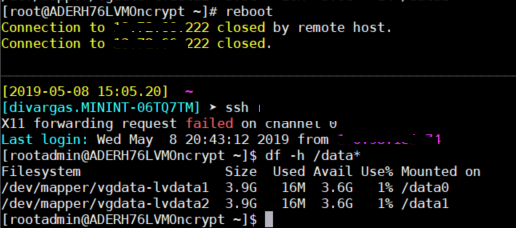 [root@ADERH76LVMOncrypt ~]# reboot
Connection to 222 closed by remote host.
Connection to 222 closed.
[2019-05-08 15:05.20] ~
[divargas.MININT-06TQ7TM] ➤ ssh
X11 forwarding request failed on channel 0
Last login: Wed May 8 20:43:12 2019 from
[rootadmin@ADERH76LVMOncrypt ~]$ df -h /data*
Filesystem Size Used Avail Use% Mounted on
/dev/mapper/vgdata-lvdata1 3.9G 16M 3.6G 1% /data0
/dev/mapper/vgdata-lvdata2 3.9G 16M 3.6G 1% /data1
[rootadmin@ADERH76LVMOncrypt ~]$